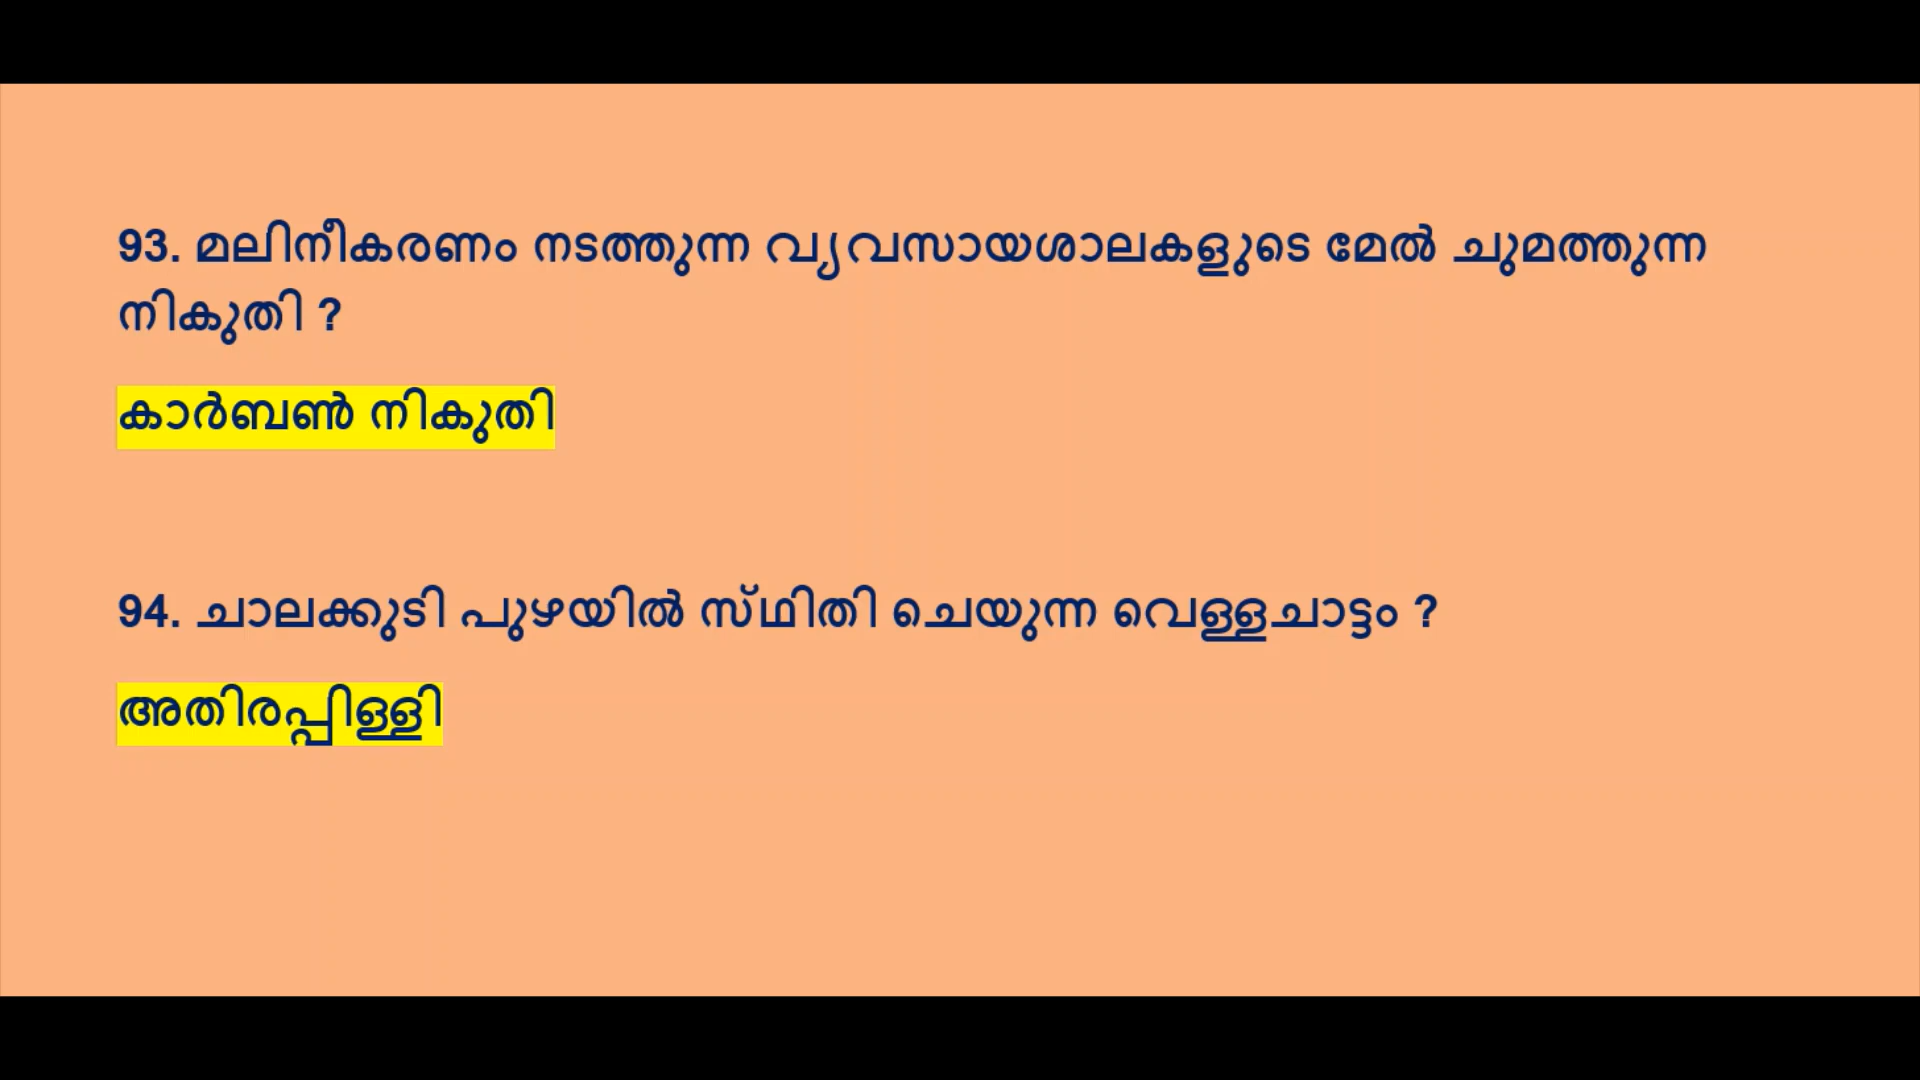 93. മലിനീകരണം നടത്തുന്ന വ്യവസായശാലകളുടെ മേൽ ചുമത്തുന്ന
നികുതി ?
കാർബൺ നികുതി
94. ചാലക്കുടി പുഴയിൽ സ്ഥിതി ചെയുന്ന വെള്ളചാട്ടം ?
അതിരപ്പിള്ളി